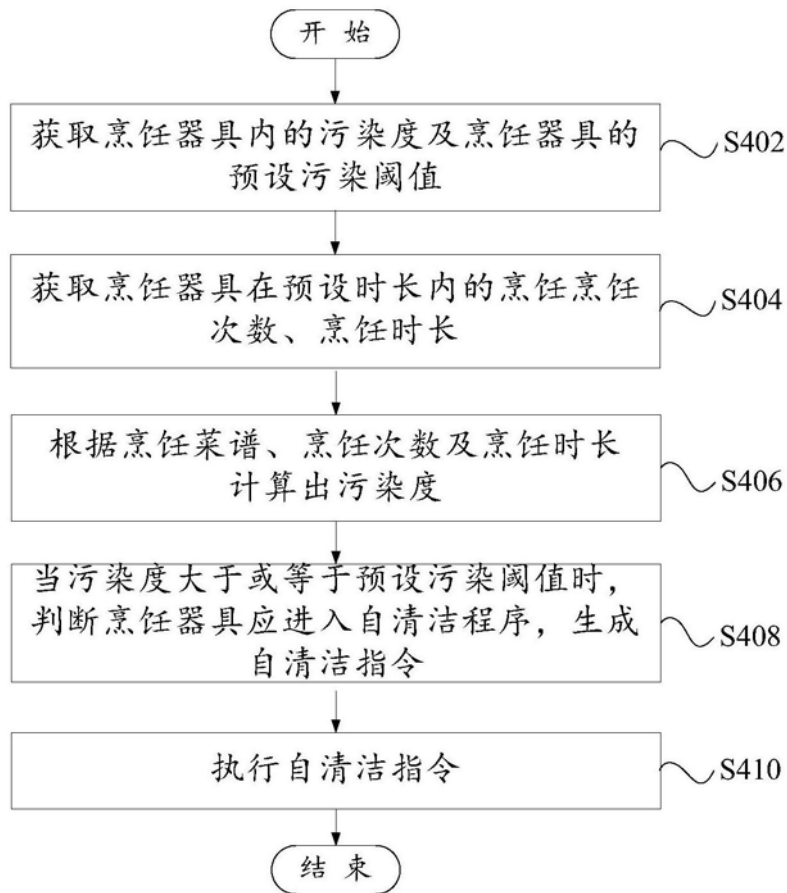 开 始
获取烹饪器具内的污染度及烹饪器具的
预设污染阈值
S402
获取烹饪器具在预设时长内的烹饪烹饪
次数、烹饪时长
S404
根据烹饪菜谱、烹饪次数及烹饪时长
计算出污染度
S406
当污染度大于或等于预设污染阈值时，
判断烹饪器具应进入自清洁程序，生成
自清洁指令
S408
执行自清洁指令
S410
结 束